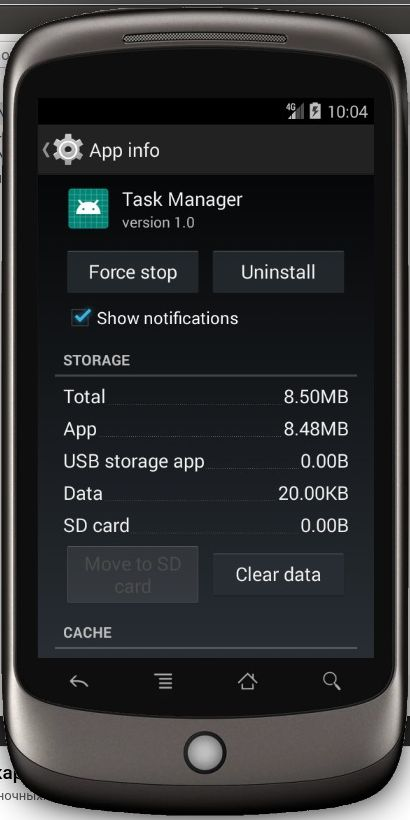 4G 10:04
App info
Task Manager
version 1.0
Force stop Uninstall
Show notifications
STORAGE
Total 8.50MB
App 8.48MB
USB storage app 0.00B
Data 20.00KB
SD card 0.00B
Move to SD
card
Clear data
CACHE